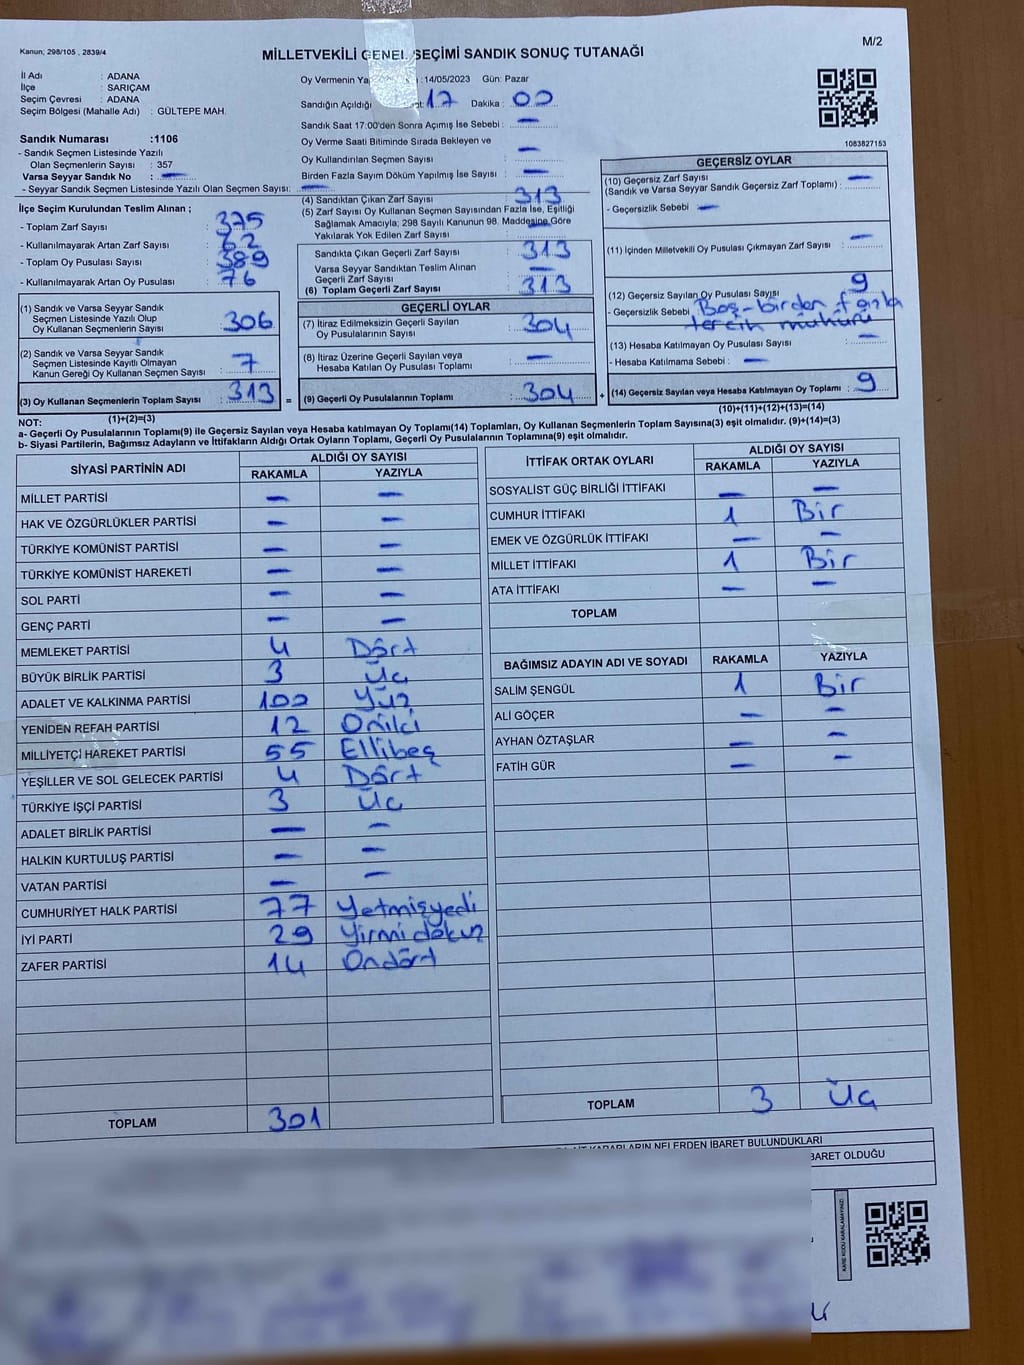 Kanun; 298/105 , 2839/4
M/2
MİLLETVEKİLİ GENEL SEÇİMİ SANDIK SONUÇ TUTANAĞI
İl Adı : ADANA
İlçe : SARIÇAM
Seçim Çevresi : ADANA
Seçim Bölgesi (Mahalle Adı) : GÜLTEPE MAH.
Sandık Numarası :1106
- Sandık Seçmen Listesinde Yazılı
Olan Seçmenlerin Sayısı : 357
Varsa Seyyar Sandık No : —
- Seyyar Sandık Seçmen Listesinde Yazılı Olan Seçmen Sayısı: —
Oy Vermenin Ya : 14/05/2023 Gün: Pazar
Sandığın Açıldığı 17 Dakika : 00
Sandık Saat 17:00'den Sonra Açımış İse Sebebi : —
Oy Verme Saati Bitiminde Sırada Bekleyen ve
Oy Kullandırılan Seçmen Sayısı : —
Birden Fazla Sayım Döküm Yapılmış İse Sayısı : —
1083827153
İlçe Seçim Kurulundan Teslim Alınan ;
- Toplam Zarf Sayısı : 375
- Kullanılmayarak Artan Zarf Sayısı : 62
- Toplam Oy Pusulası Sayısı : 389
- Kullanılmayarak Artan Oy Pusulası : 76
(4) Sandıktan Çıkan Zarf Sayısı : 313
(5) Zarf Sayısı Oy Kullanan Seçmen Sayısından Fazla İse, Eşitliği
Sağlamak Amacıyla; 298 Sayılı Kanunun 98. Maddesine Göre
Yakılarak Yok Edilen Zarf Sayısı : —
Sandıkta Çıkan Geçerli Zarf Sayısı : 313
Varsa Seyyar Sandıktan Teslim Alınan
Geçerli Zarf Sayısı : —
(6) Toplam Geçerli Zarf Sayısı : 313
GEÇERSİZ OYLAR
(10) Geçersiz Zarf Sayısı
(Sandık ve Varsa Seyyar Sandık Geçersiz Zarf Toplamı) : —
- Geçersizlik Sebebi : —
(11) İçinden Milletvekili Oy Pusulası Çıkmayan Zarf Sayısı : —
(12) Geçersiz Sayılan Oy Pusulası Sayısı : 9
- Geçersizlik Sebebi : Boş-birden fazla
tercih mühürü
(13) Hesaba Katılmayan Oy Pusulası Sayısı : —
- Hesaba Katılmama Sebebi : —
(14) Geçersiz Sayılan veya Hesaba Katılmayan Oy Toplamı : 9
(10)+(11)+(12)+(13)=(14)
(1) Sandık ve Varsa Seyyar Sandık
Seçmen Listesinde Yazılı Olup
Oy Kullanan Seçmenlerin Sayısı : 306
(2) Sandık ve Varsa Seyyar Sandık
Seçmen Listesinde Kayıtlı Olmayan
Kanun Gereği Oy Kullanan Seçmen Sayısı : 7
(3) Oy Kullanan Seçmenlerin Toplam Sayısı : 313 =
(1)+(2)=(3)
GEÇERLİ OYLAR
(7) İtiraz Edilmeksizin Geçerli Sayılan
Oy Pusulalarının Sayısı : 304
(8) İtiraz Üzerine Geçerli Sayılan veya
Hesaba Katılan Oy Pusulası Toplamı : —
(9) Geçerli Oy Pusulalarının Toplamı : 304 +
NOT:
a- Geçerli Oy Pusulalarının Toplamı(9) ile Geçersiz Sayılan veya Hesaba katılmayan Oy Toplamı(14) Toplamları, Oy Kullanan Seçmenlerin Toplam Sayısına(3) eşit olmalıdır. (9)+(14)=(3)
b- Siyasi Partilerin, Bağımsız Adayların ve İttifakların Aldığı Ortak Oyların Toplamı, Geçerli Oy Pusulalarının Toplamına(9) eşit olmalıdır.
SİYASİ PARTİNİN ADI ALDIĞI OY SAYISI
RAKAMLA YAZIYLA
MİLLET PARTİSİ — —
HAK VE ÖZGÜRLÜKLER PARTİSİ — —
TÜRKİYE KOMÜNİST PARTİSİ — —
TÜRKİYE KOMÜNİST HAREKETİ — —
SOL PARTİ — —
GENÇ PARTİ — —
MEMLEKET PARTİSİ 4 Dört
BÜYÜK BİRLİK PARTİSİ 3 Üç
ADALET VE KALKINMA PARTİSİ 100 Yüz
YENİDEN REFAH PARTİSİ 12 Oniki
MİLLİYETÇİ HAREKET PARTİSİ 55 Ellibeş
YEŞİLLER VE SOL GELECEK PARTİSİ 4 Dört
TÜRKİYE İŞÇİ PARTİSİ 3 Üç
ADALET BİRLİK PARTİSİ — —
HALKIN KURTULUŞ PARTİSİ — —
VATAN PARTİSİ — —
CUMHURİYET HALK PARTİSİ 77 Yetmişyedi
İYİ PARTİ 29 Yirmidokuz
ZAFER PARTİSİ 14 Ondört
TOPLAM 301
İTTİFAK ORTAK OYLARI ALDIĞI OY SAYISI
RAKAMLA YAZIYLA
SOSYALİST GÜÇ BİRLİĞİ İTTİFAKI — —
CUMHUR İTTİFAKI 1 Bir
EMEK VE ÖZGÜRLÜK İTTİFAKI — —
MİLLET İTTİFAKI 1 Bir
ATA İTTİFAKI — —
TOPLAM
BAĞIMSIZ ADAYIN ADI VE SOYADI RAKAMLA YAZIYLA
SALİM ŞENGÜL 1 Bir
ALİ GÖÇER — —
AYHAN ÖZTAŞLAR — —
FATİH GÜR — —
TOPLAM 3 Üç
KARARLARIN NELERDEN İBARET BULUNDUKLARI
BARET OLDUĞU
KARE KODU KARALAMAYINIZ!